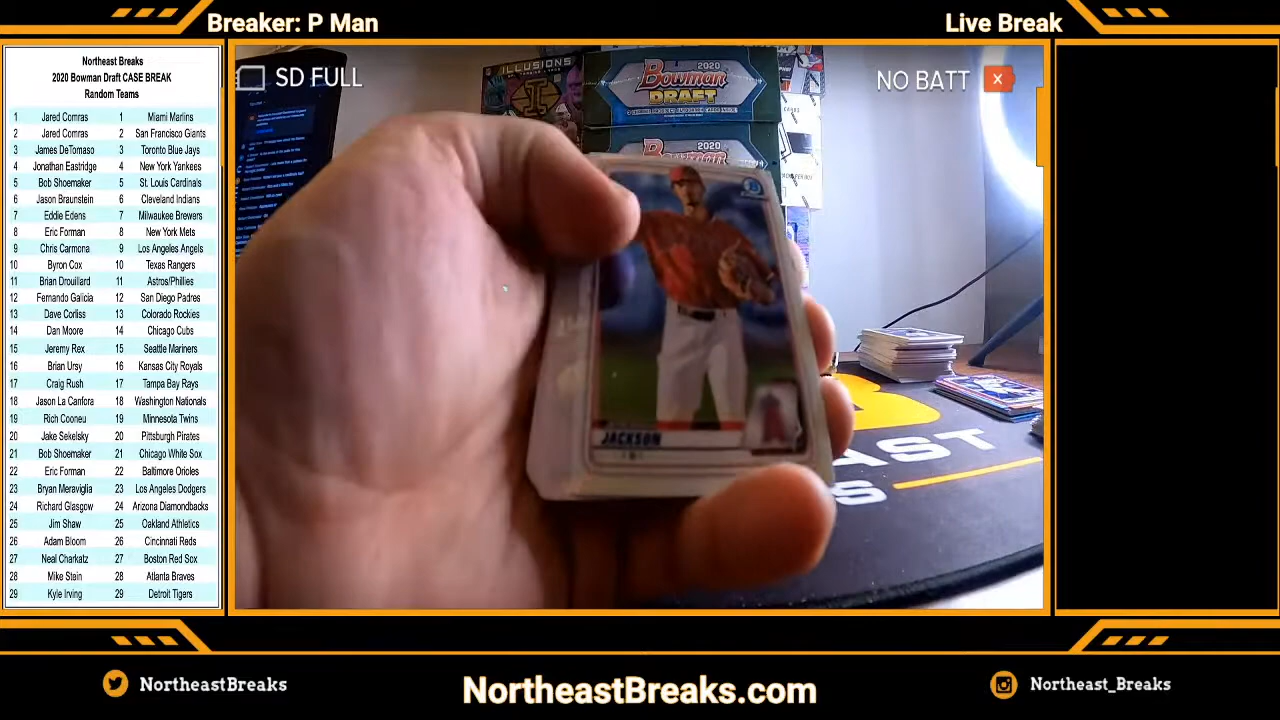 Breaker: P Man
Live Break
Northeast Breaks
2020 Bowman Draft CASE BREAK
Random Teams
1 Jared Comras 1 Miami Marlins
2 Jared Comras 2 San Francisco Giants
3 James DeTomaso 3 Toronto Blue Jays
4 Jonathan Eastridge 4 New York Yankees
5 Bob Shoemaker 5 St. Louis Cardinals
6 Jason Braunstein 6 Cleveland Indians
7 Eddie Edens 7 Milwaukee Brewers
8 Eric Forman 8 New York Mets
9 Chris Carmona 9 Los Angeles Angels
10 Byron Cox 10 Texas Rangers
11 Brian Drouillard 11 Astros/Phillies
12 Fernando Galicia 12 San Diego Padres
13 Dave Corliss 13 Colorado Rockies
14 Dan Moore 14 Chicago Cubs
15 Jeremy Rex 15 Seattle Mariners
16 Brian Ursy 16 Kansas City Royals
17 Craig Rush 17 Tampa Bay Rays
18 Jason La Canfora 18 Washington Nationals
19 Rich Cooneu 19 Minnesota Twins
20 Jake Sekelsky 20 Pittsburgh Pirates
21 Bob Shoemaker 21 Chicago White Sox
22 Eric Forman 22 Baltimore Orioles
23 Bryan Meraviglia 23 Los Angeles Dodgers
24 Richard Glasgow 24 Arizona Diamondbacks
25 Jim Shaw 25 Oakland Athletics
26 Adam Bloom 26 Cincinnati Reds
27 Neal Charkatz 27 Boston Red Sox
28 Mike Stein 28 Atlanta Braves
29 Kyle Irving 29 Detroit Tigers
SD FULL
NO BATT
ILLUSIONS
2020
Bowman
DRAFT
2020
Bowman
JACKSON
AST
S
NortheastBreaks
NortheastBreaks.com
Northeast_Breaks